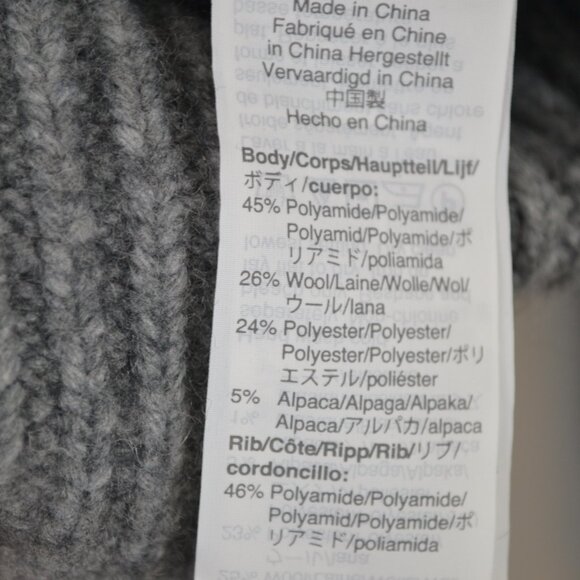 Made in China
Fabriqué en Chine
in China Hergestellt
Vervaardigd in China
中国製
Hecho en China
Body/Corps/Hauptteil/Lijf/
ボディ/cuerpo:
45% Polyamide/Polyamide/
Polyamid/Polyamide/ポ
リアミド/poliamida
26% Wool/Laine/Wolle/Wol/
ウール/lana
24% Polyester/Polyester/
Polyester/Polyester/ポリ
エステル/poliéster
5% Alpaca/Alpaga/Alpaka/
Alpaca/アルパカ/alpaca
Rib/Côte/Ripp/Rib/リブ/
cordoncillo:
46% Polyamide/Polyamide/
Polyamid/Polyamide/ポ
リアミド/poliamida